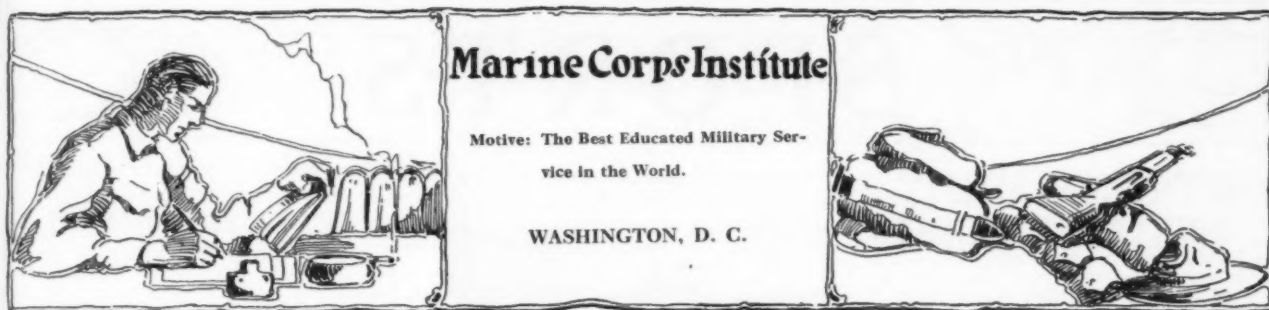 Marine Corps Institute
Motive: The Best Educated Military Ser-
vice in the World.
WASHINGTON, D. C.